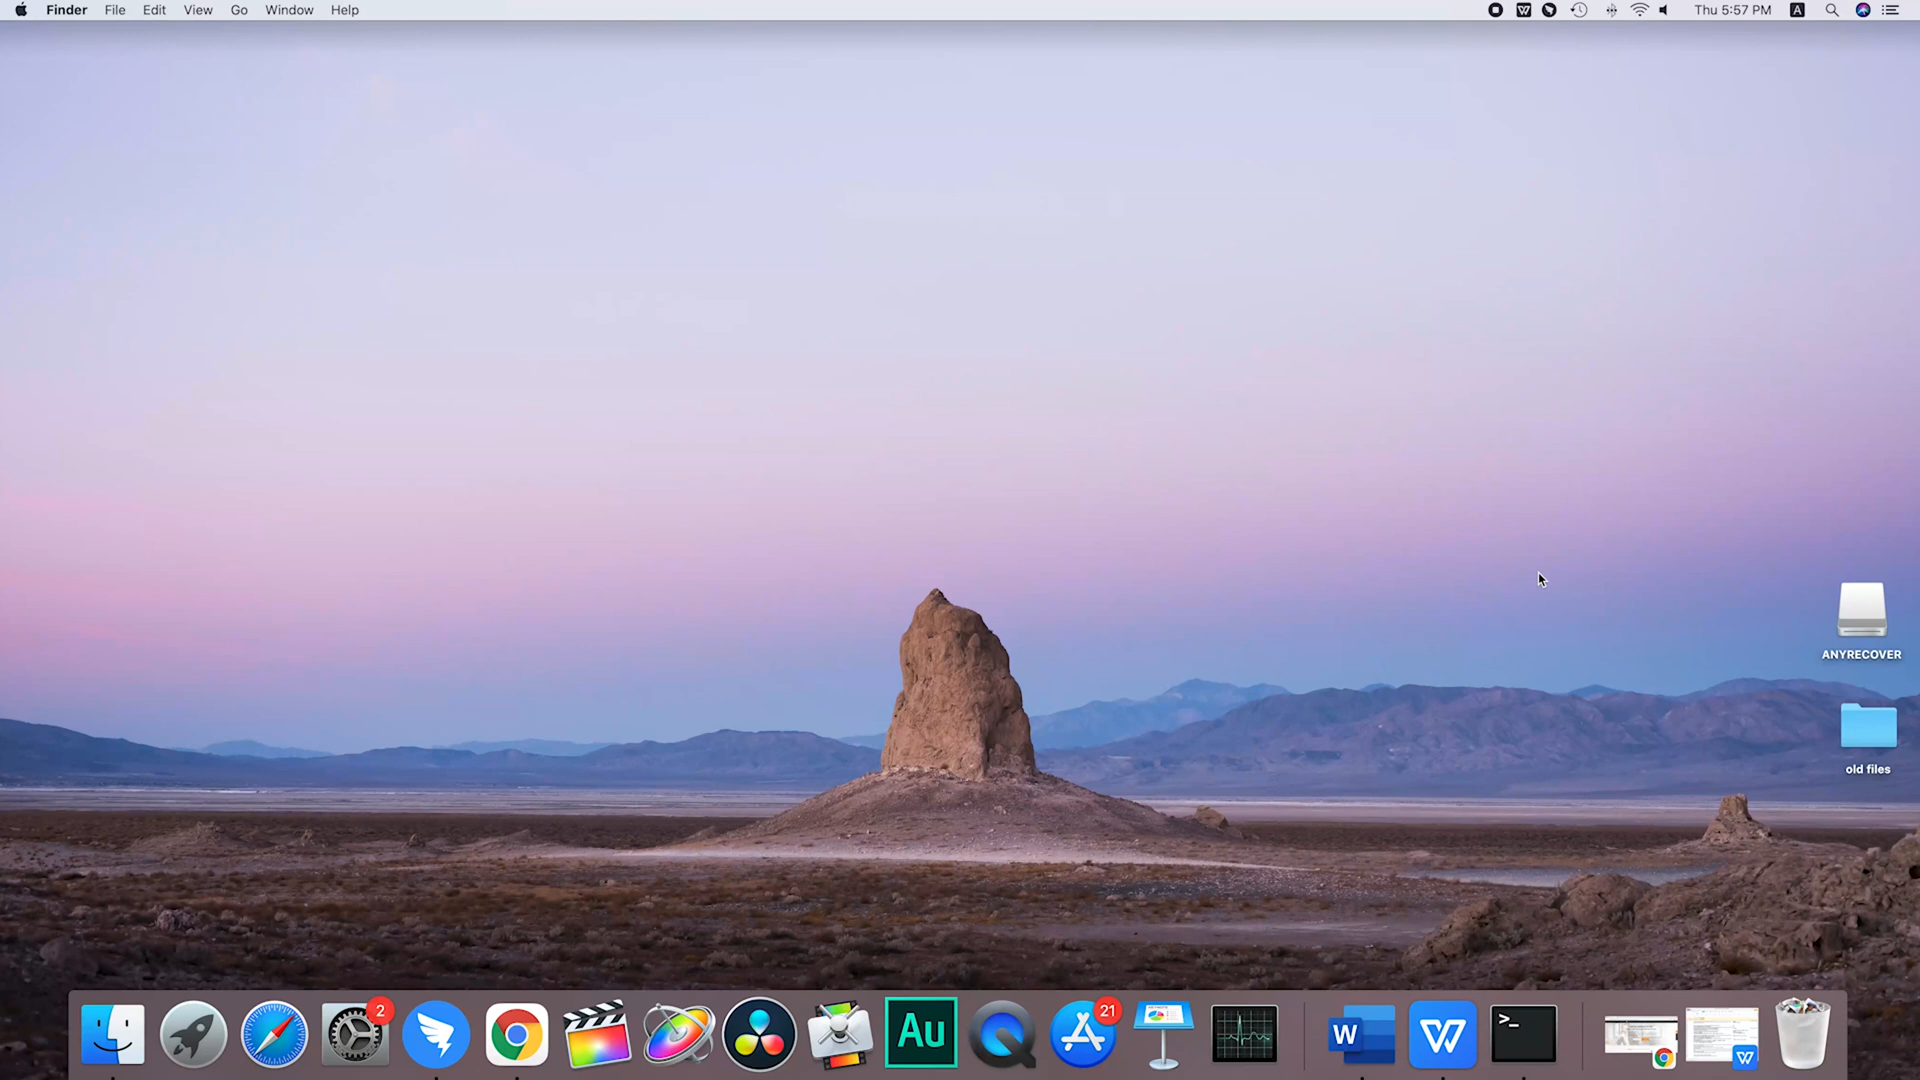 Finder File Edit View Go Window Help
W Thu 5:57 PM A
ANYRECOVER
old files
2
Au
21
W
>_